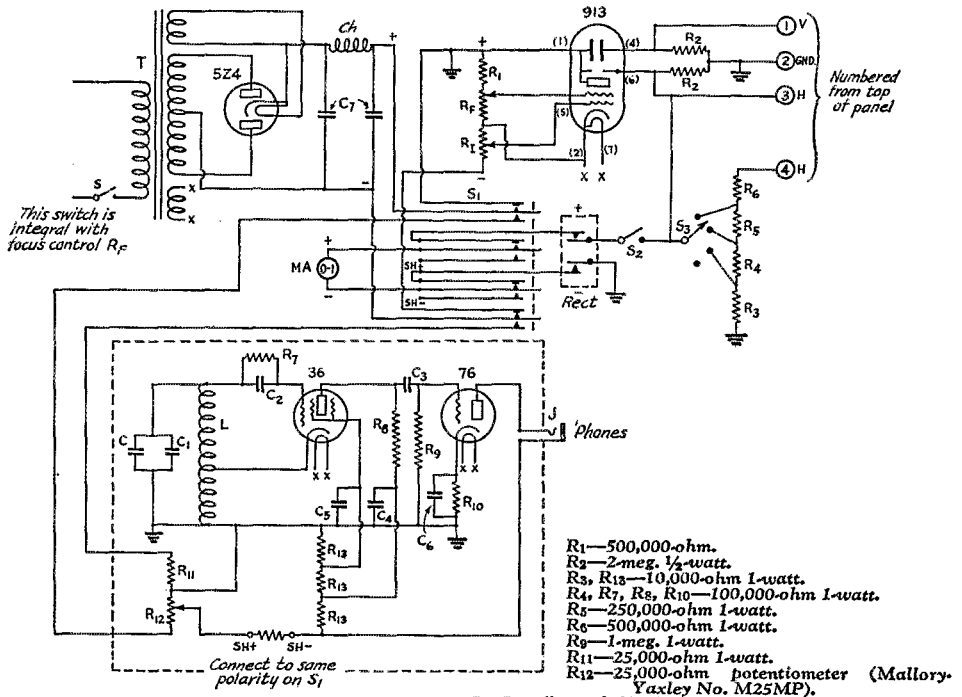 T
5Z4
Ch
C7
S
This switch is
integral with
focus control RF
x
x
+
-
+
R1
RF
RI
-
913
(1)
(4)
(6)
(5)
(2)
(7)
x x
R2
R2
1 V
2 GND.
3 H
4 H
Numbered
from top
of panel
S1
+
MA
0-1
-
SH+
SH-
+
-
Rect
S2
S3
R6
R5
R4
R3
R7
C2
36
C3
76
J
'Phones
L
C
C1
R8
R9
x x
x x
C5
C4
C6
R10
R11
R12
R13
R13
R13
SH+
SH-
Connect to same
polarity on S1
R1—500,000-ohm.
R2—2-meg. ½-watt.
R3, R13—10,000-ohm 1-watt.
R4, R7, R8, R10—100,000-ohm 1-watt.
R5—250,000-ohm 1-watt.
R6—500,000-ohm 1-watt.
R9—1-meg. 1-watt.
R11—25,000-ohm 1-watt.
R12—25,000-ohm potentiometer (Mallory-
Yaxley No. M25MP).